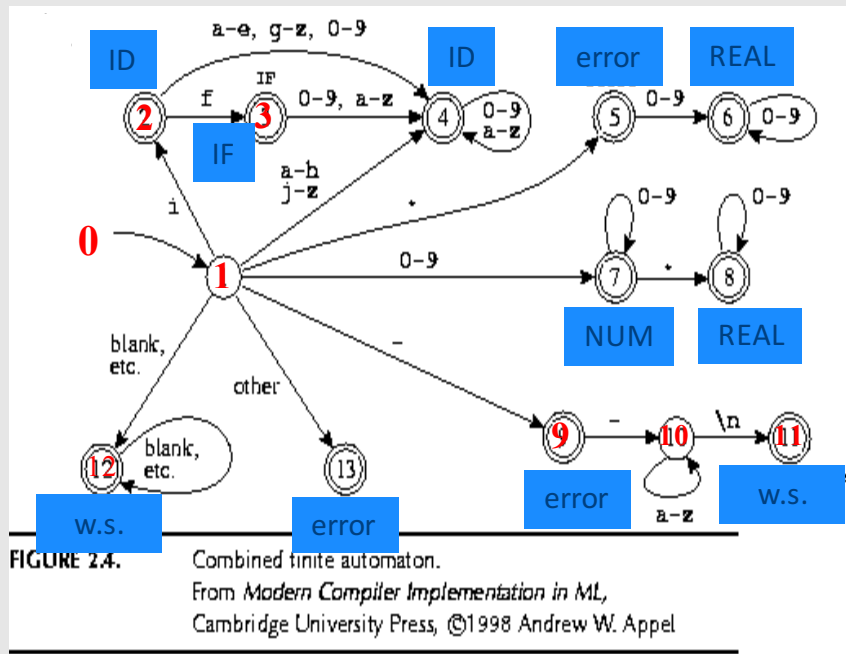 a-e, g-z, 0-9
ID
ID
error
REAL
IF
f
0-9, a-z
0-9
a-z
0-9
0-9
2
3
4
5
6
IF
a-h
j-z
i
.
0
1
0-9
0-9
0-9
7
.
8
NUM
REAL
blank,
etc.
other
-
-
\n
9
10
11
blank,
etc.
12
13
a-z
w.s.
error
error
w.s.
FIGURE 2.4. Combined finite automaton.
From Modern Compiler Implementation in ML,
Cambridge University Press, ©1998 Andrew W. Appel